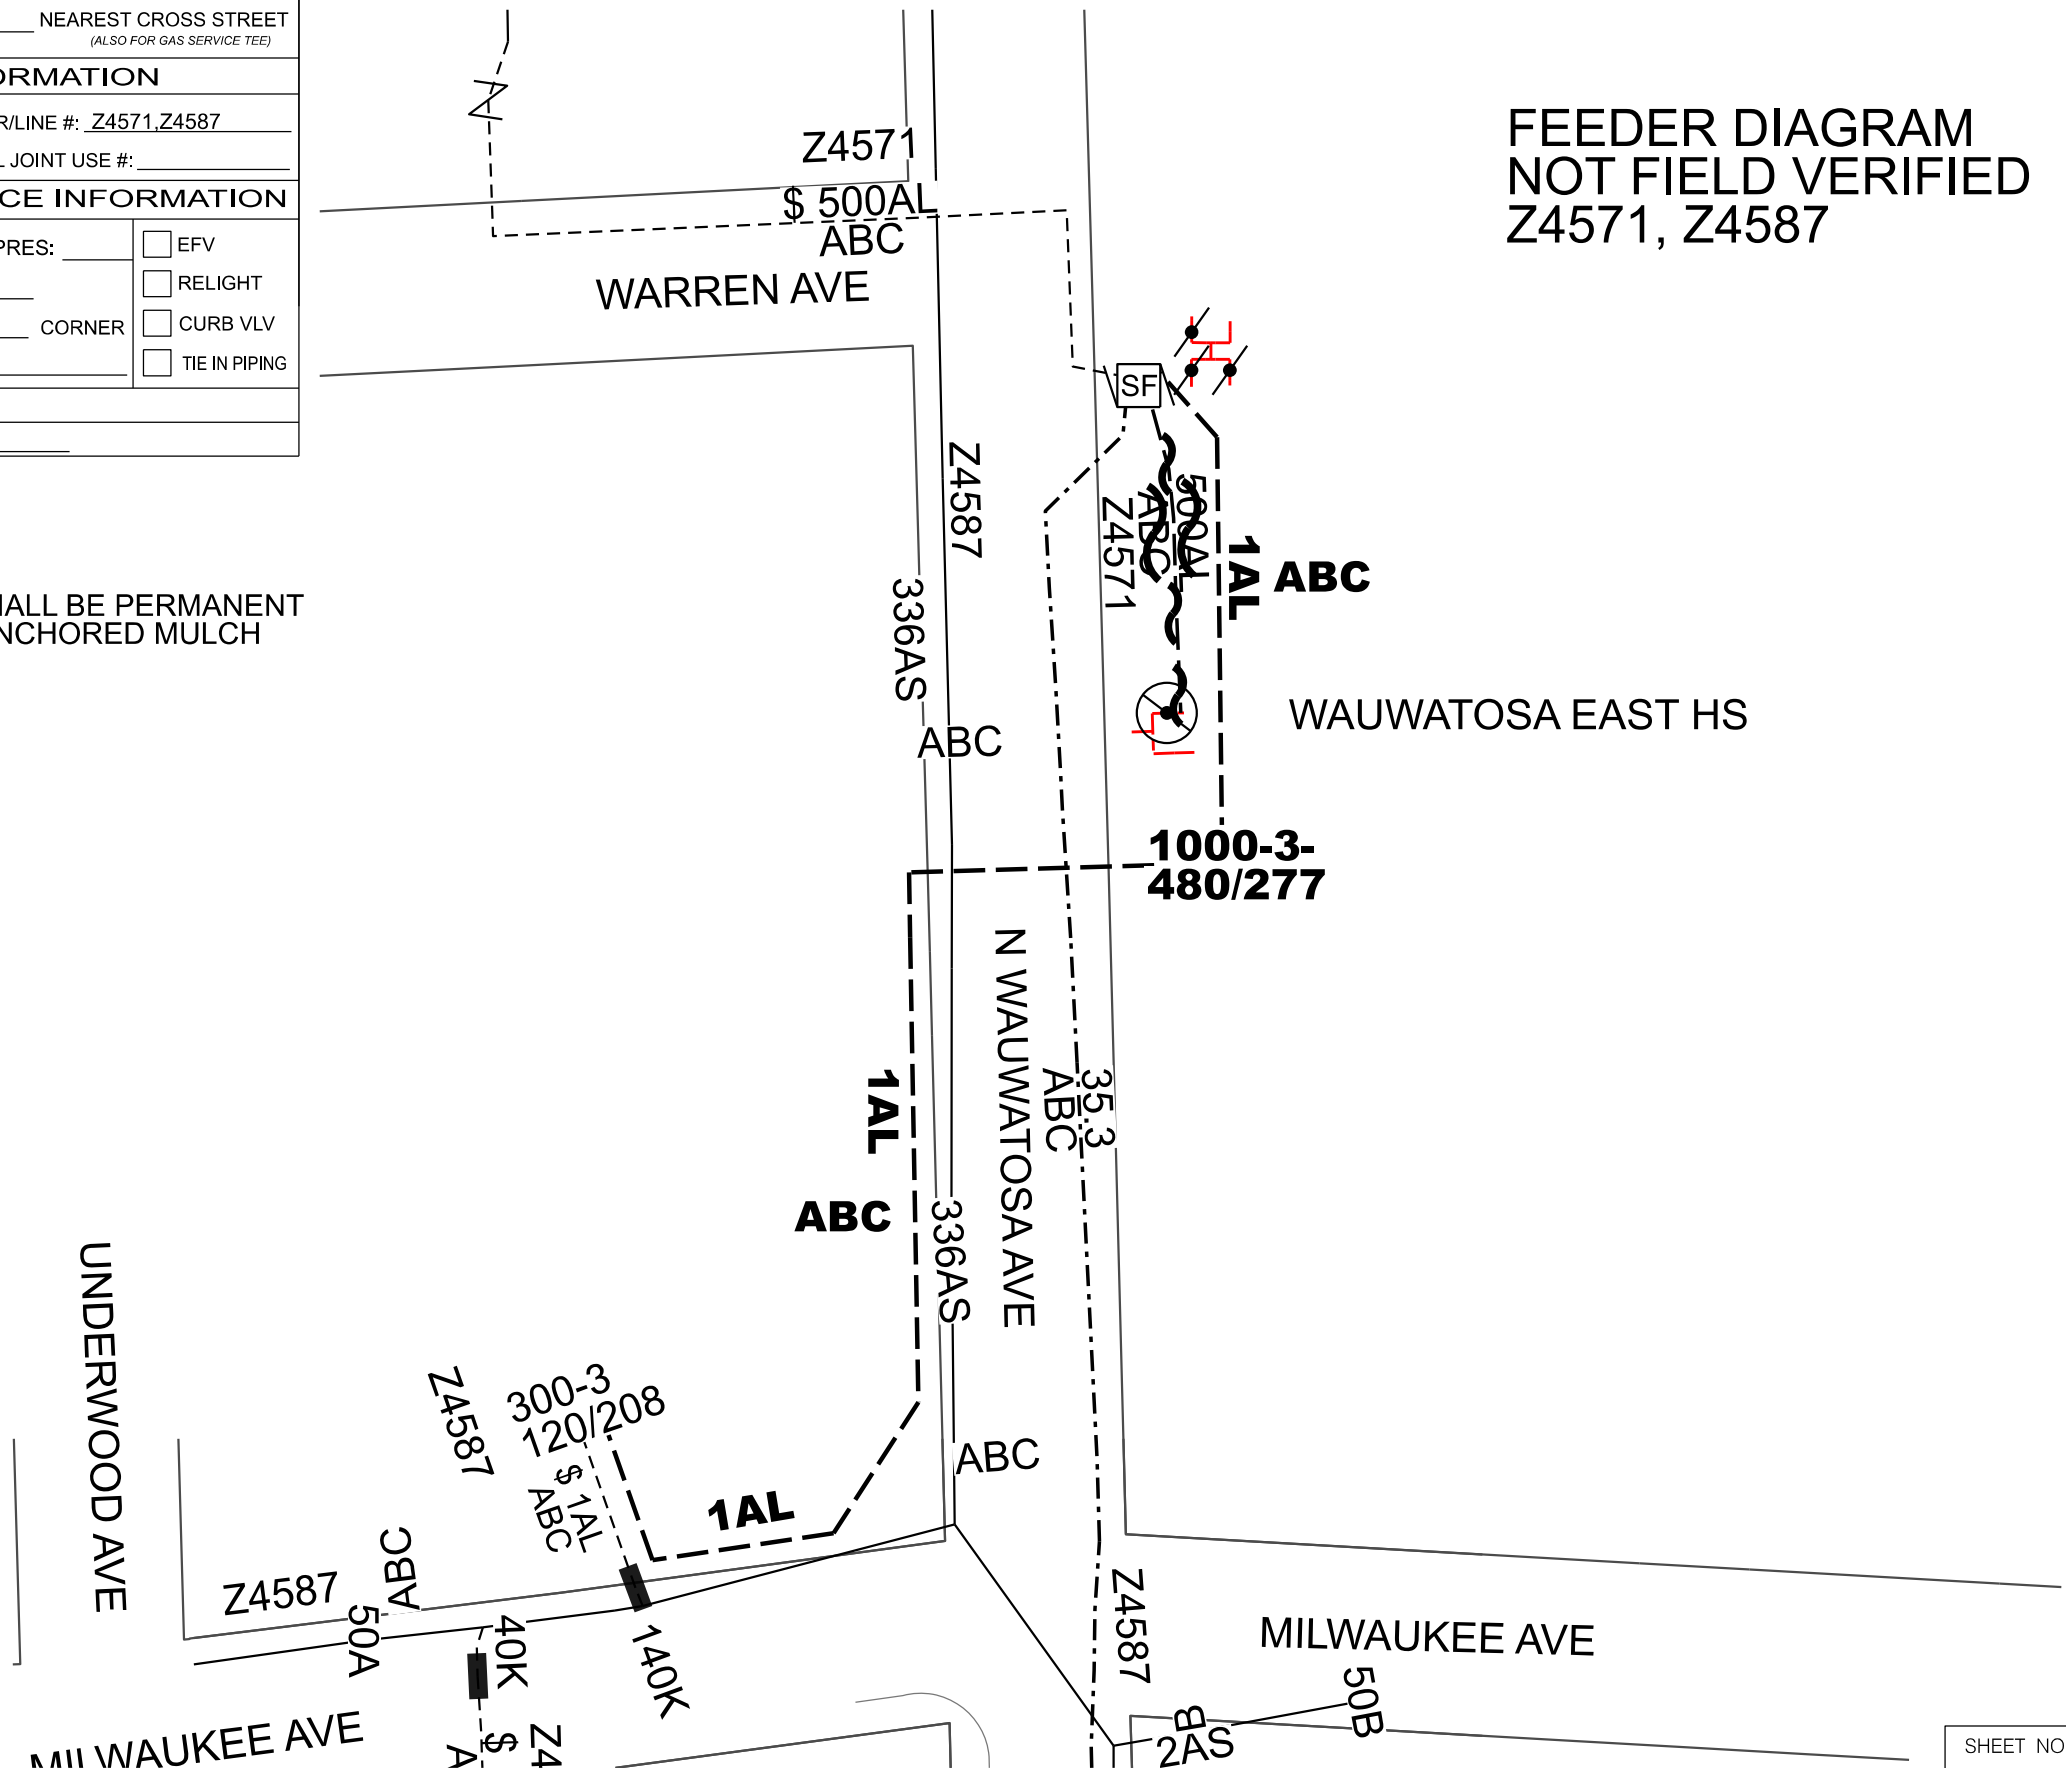 NEAREST CROSS STREET
(ALSO FOR GAS SERVICE TEE)
ORMATION
R/LINE #: Z4571,Z4587
L JOINT USE #:
CE INFORMATION
PRES:
EFV
RELIGHT
CORNER
CURB VLV
TIE IN PIPING
HALL BE PERMANENT
NCHORED MULCH
FEEDER DIAGRAM
NOT FIELD VERIFIED
Z4571, Z4587
Z4571
$ 500AL
ABC
WARREN AVE
SF
Z4587
Z4571
ABC
500AL
1AL
ABC
336AS
ABC
WAUWATOSA EAST HS
1000-3-
480/277
N WAUWATOSA AVE
1AL
ABC
35.3
ABC
336AS
UNDERWOOD AVE
Z4587
300-3
120/208
$ 1AL
ABC
1AL
ABC
Z4587
ABC
50A
40K
140K
Z4587
MILWAUKEE AVE
50B
B
2AS
MILWAUKEE AVE
A
$
Z4
SHEET NO